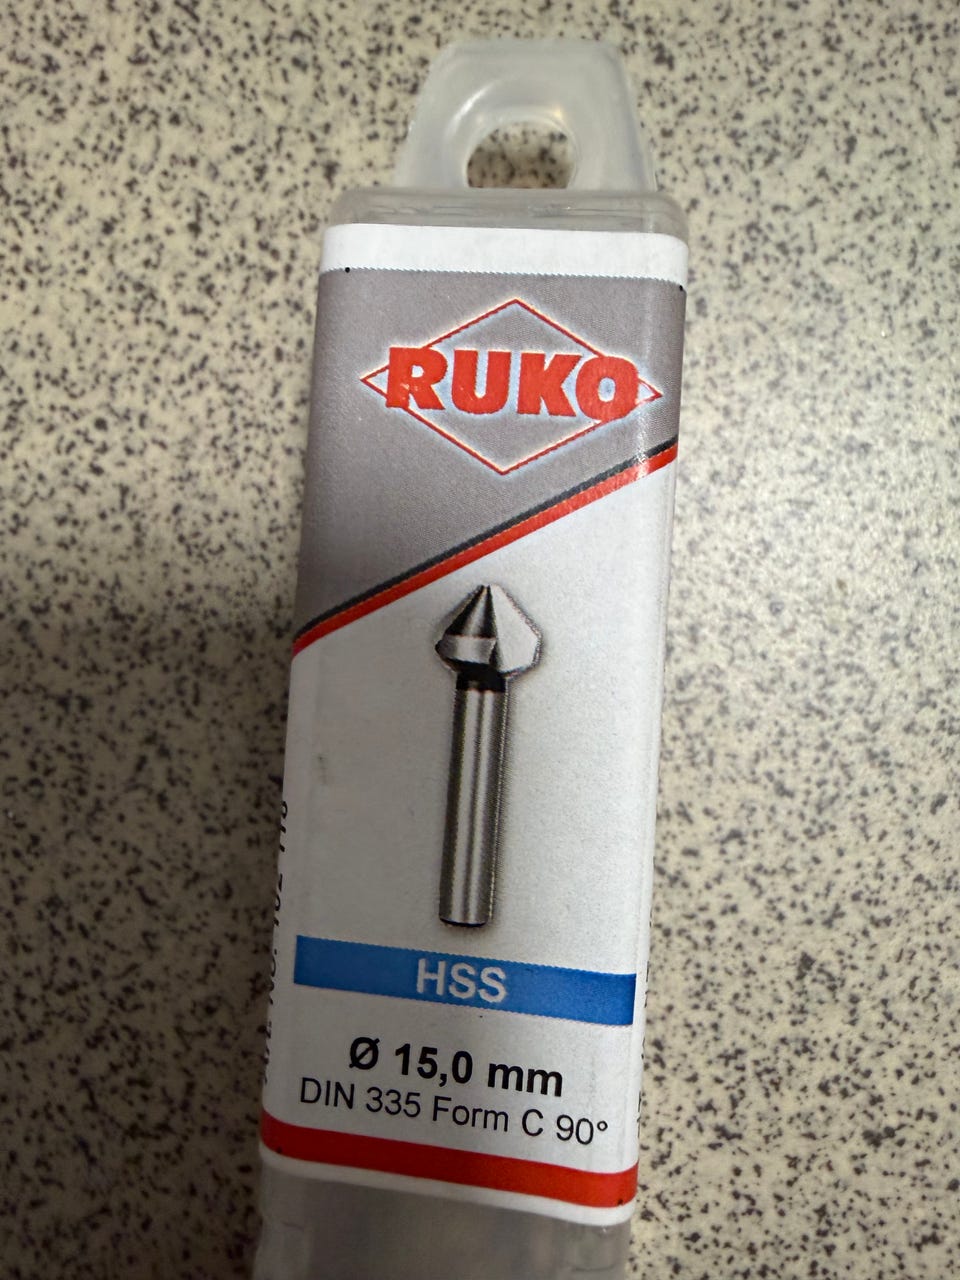 RUKO
HSS
Ø 15,0 mm
DIN 335 Form C 90°